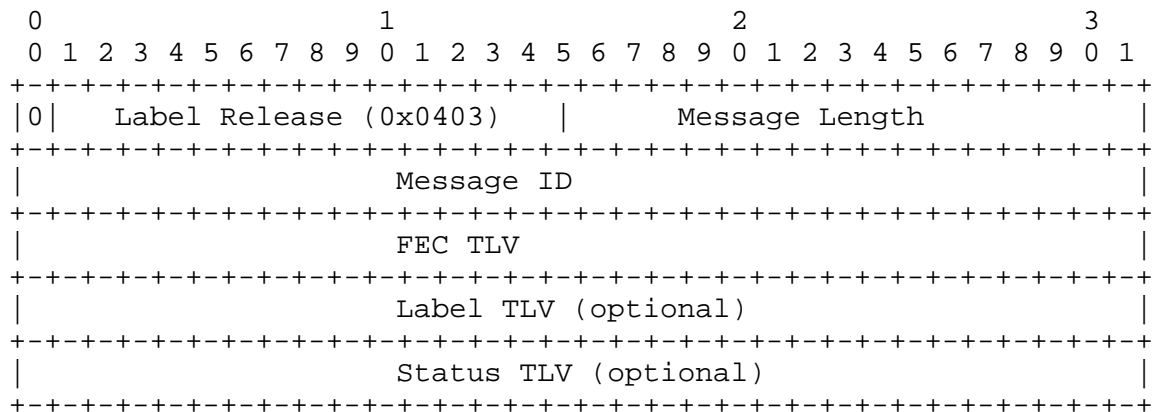 0                   1                   2                   3
 0 1 2 3 4 5 6 7 8 9 0 1 2 3 4 5 6 7 8 9 0 1 2 3 4 5 6 7 8 9 0 1
+-+-+-+-+-+-+-+-+-+-+-+-+-+-+-+-+-+-+-+-+-+-+-+-+-+-+-+-+-+-+-+-+
|0|   Label Release (0x0403)   |      Message Length            |
+-+-+-+-+-+-+-+-+-+-+-+-+-+-+-+-+-+-+-+-+-+-+-+-+-+-+-+-+-+-+-+-+
|                     Message ID                                |
+-+-+-+-+-+-+-+-+-+-+-+-+-+-+-+-+-+-+-+-+-+-+-+-+-+-+-+-+-+-+-+-+
|                     FEC TLV                                   |
+-+-+-+-+-+-+-+-+-+-+-+-+-+-+-+-+-+-+-+-+-+-+-+-+-+-+-+-+-+-+-+-+
|                     Label TLV (optional)                      |
+-+-+-+-+-+-+-+-+-+-+-+-+-+-+-+-+-+-+-+-+-+-+-+-+-+-+-+-+-+-+-+-+
|                     Status TLV (optional)                     |
+-+-+-+-+-+-+-+-+-+-+-+-+-+-+-+-+-+-+-+-+-+-+-+-+-+-+-+-+-+-+-+-+